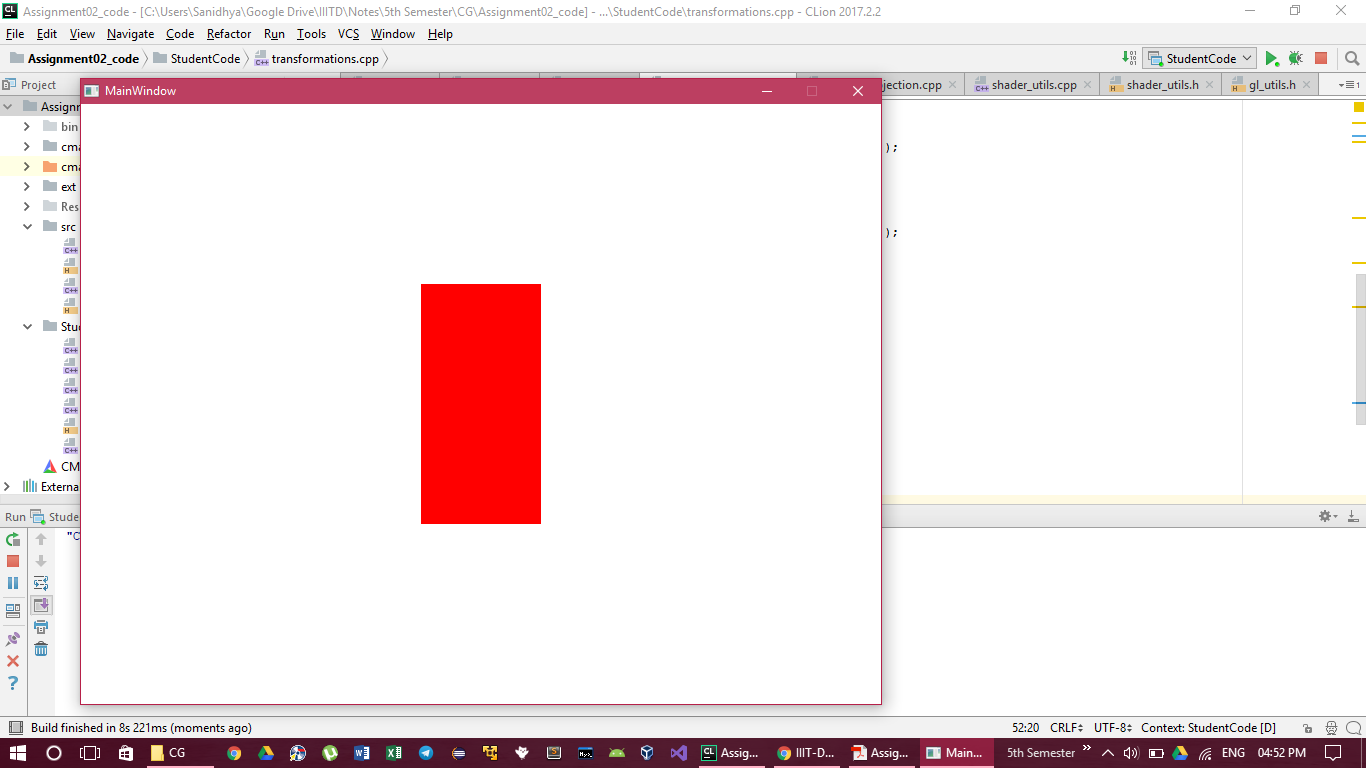 Assignment02_code - [C:\Users\Sanidhya\Google Drive\IIITD\Notes\5th Semester\CG\Assignment02_code] - ...\StudentCode\transformations.cpp - CLion 2017.2.2
File Edit View Navigate Code Refactor Run Tools VCS Window Help
Assignment02_code StudentCode transformations.cpp StudentCode
Project jection.cpp shader_utils.cpp shader_utils.h gl_utils.h
MainWindow
Assignr
bin
cma );
cma
ext
Res
src );
Stud
CM
Externa
Run Stude
"C
Build finished in 8s 221ms (moments ago) 52:20 CRLF UTF-8 Context: StudentCode [D]
CG Assig... IIIT-D... Assig... Main... 5th Semester ENG 04:52 PM